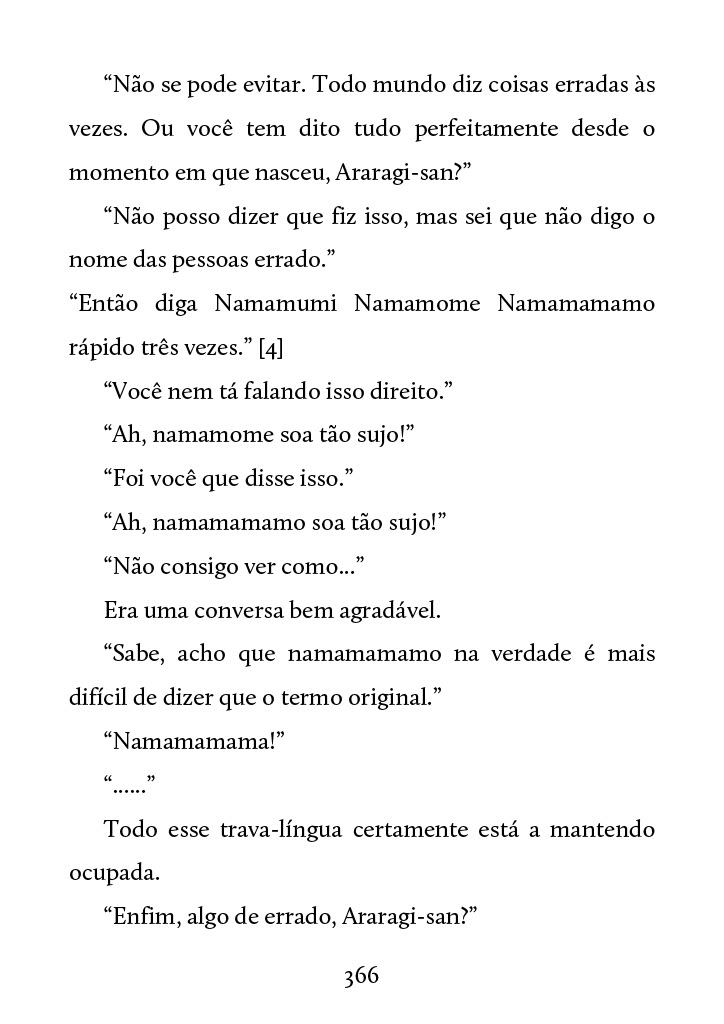 “Não se pode evitar. Todo mundo diz coisas erradas às
vezes. Ou você tem dito tudo perfeitamente desde o
momento em que nasceu, Araragi-san?”
“Não posso dizer que fiz isso, mas sei que não digo o
nome das pessoas errado.”
“Então diga Namamumi Namamome Namamamamo
rápido três vezes.” [4]
“Você nem tá falando isso direito.”
“Ah, namamome soa tão sujo!”
“Foi você que disse isso.”
“Ah, namamamamo soa tão sujo!”
“Não consigo ver como...”
Era uma conversa bem agradável.
“Sabe, acho que namamamamo na verdade é mais
difícil de dizer que o termo original.”
“Namamamama!”
“......”
Todo esse trava-língua certamente está a mantendo
ocupada.
“Enfim, algo de errado, Araragi-san?”
366